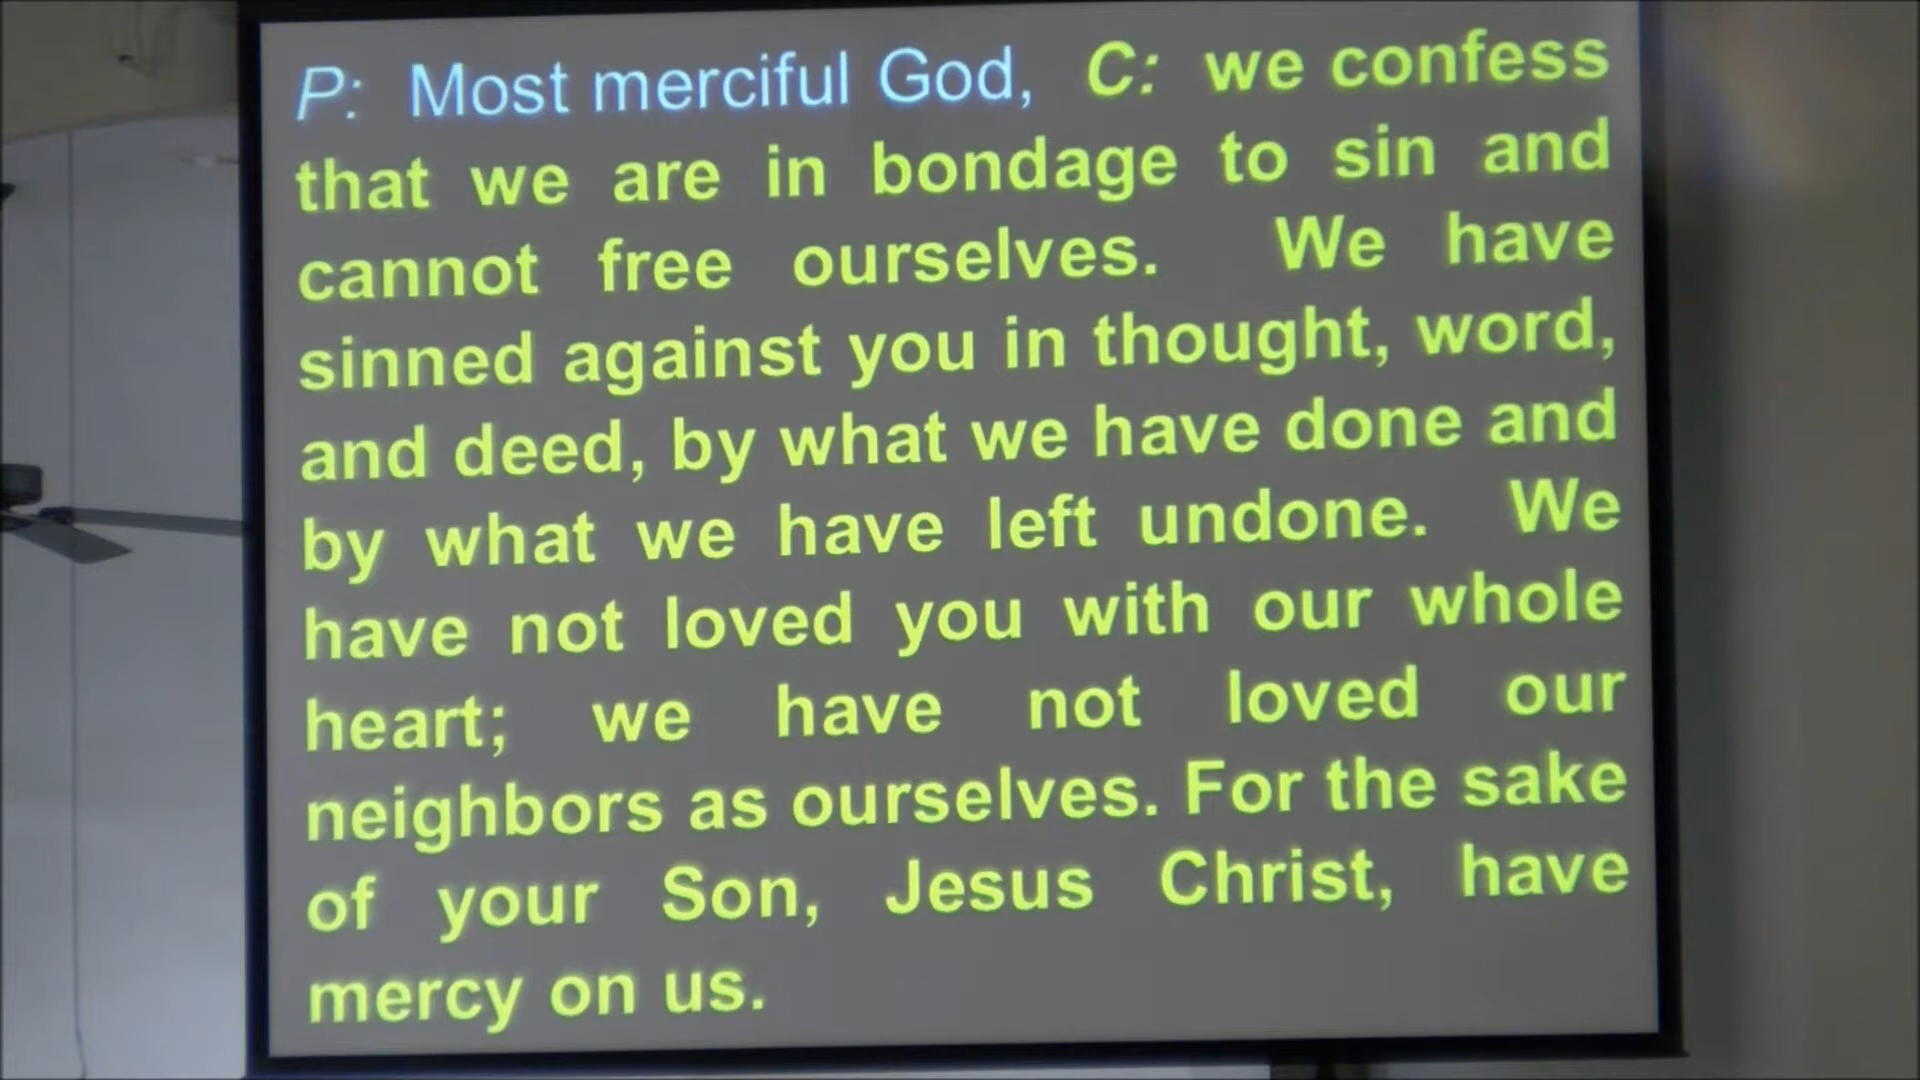 P: Most merciful God, C: we confess
that we are in bondage to sin and
cannot free ourselves. We have
sinned against you in thought, word,
and deed, by what we have done and
by what we have left undone. We
have not loved you with our whole
heart; we have not loved our
neighbors as ourselves. For the sake
of your Son, Jesus Christ, have
mercy on us.